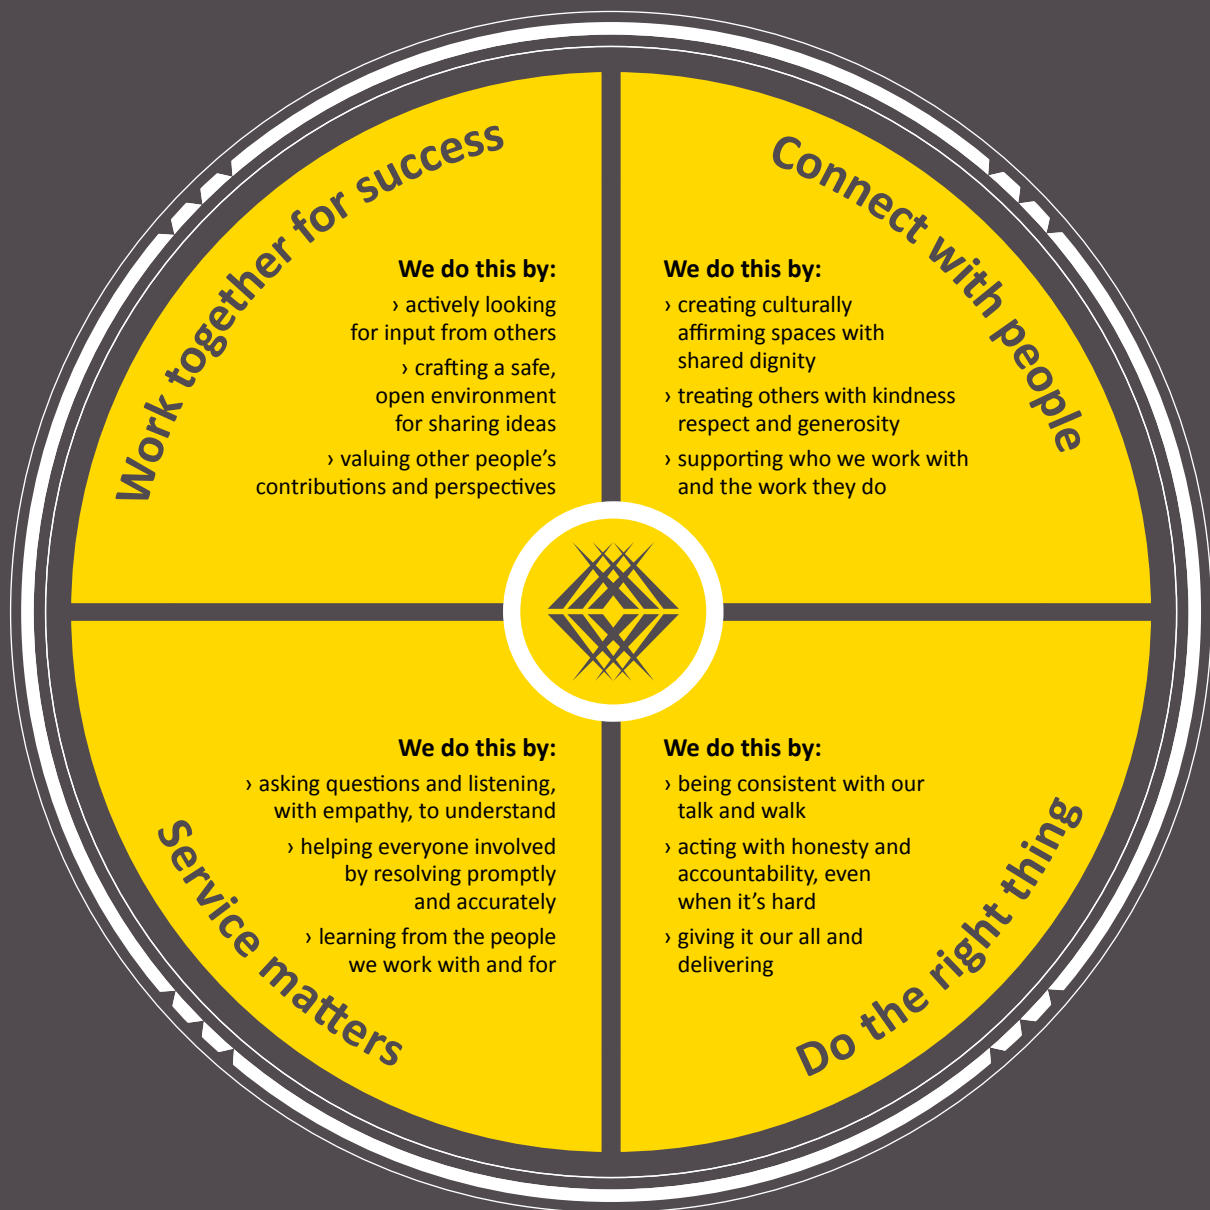 Work together for success
We do this by:
› actively looking
for input from others
› crafting a safe,
open environment
for sharing ideas
› valuing other people's
contributions and perspectives
Connect with people
We do this by:
› creating culturally
affirming spaces with
shared dignity
› treating others with kindness
respect and generosity
› supporting who we work with
and the work they do
Service matters
We do this by:
› asking questions and listening,
with empathy, to understand
› helping everyone involved
by resolving promptly
and accurately
› learning from the people
we work with and for
Do the right thing
We do this by:
› being consistent with our
talk and walk
› acting with honesty and
accountability, even
when it's hard
› giving it our all and
delivering